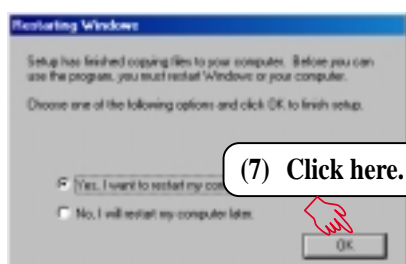 Restarting Windows
Setup has finished copying files to your computer. Before you can
use the program, you must restart Windows or your computer.
Choose one of the following options and click OK to finish setup.
Yes, I want to restart my com
(7) Click here.
No, I will restart my computer later.
OK